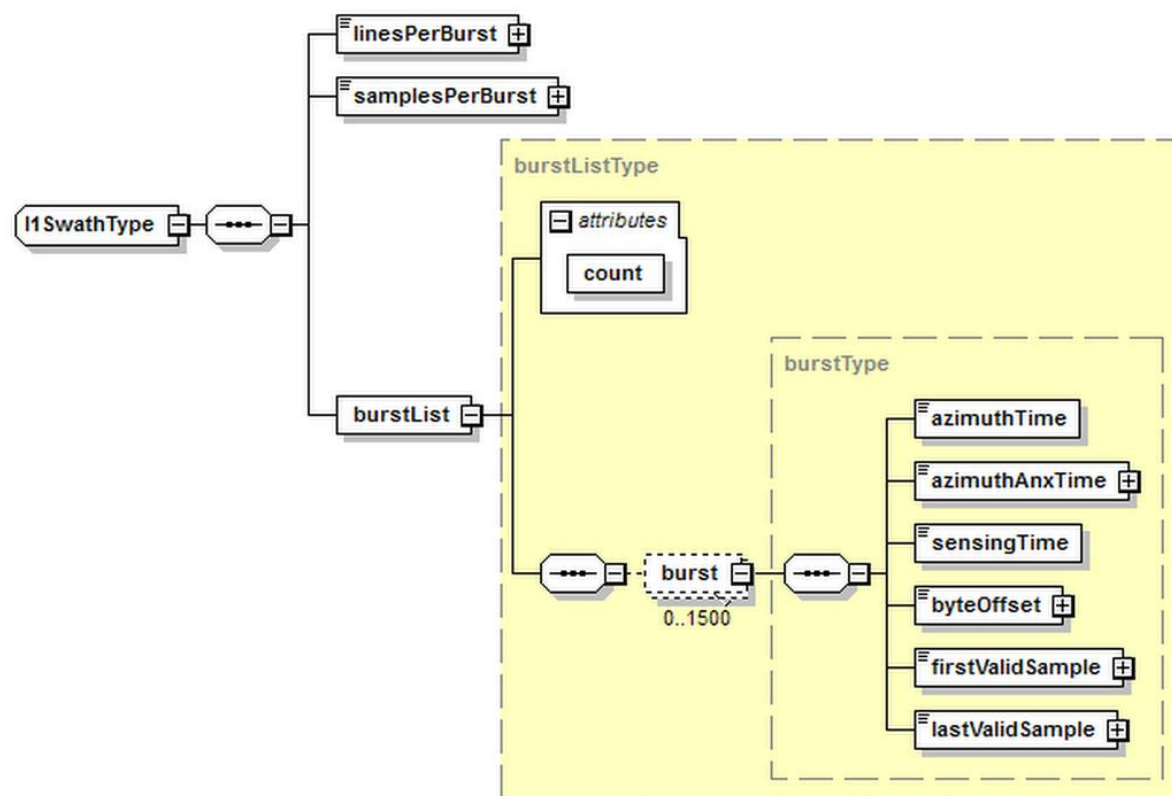 linesPerBurst
samplesPerBurst
burstListType
l1SwathType
attributes
count
burstList
burstType
azimuthTime
azimuthAnxTime
sensingTime
burst
0..1500
byteOffset
firstValidSample
lastValidSample